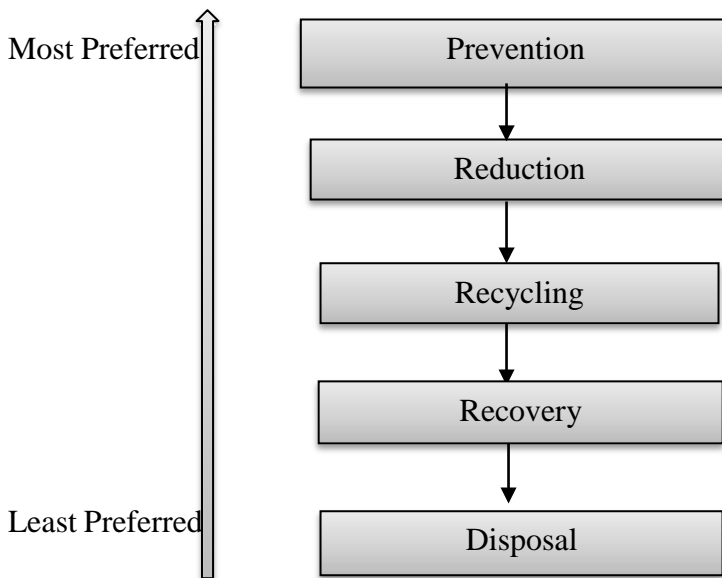 Most Preferred
Prevention
Reduction
Recycling
Recovery
Least Preferred
Disposal